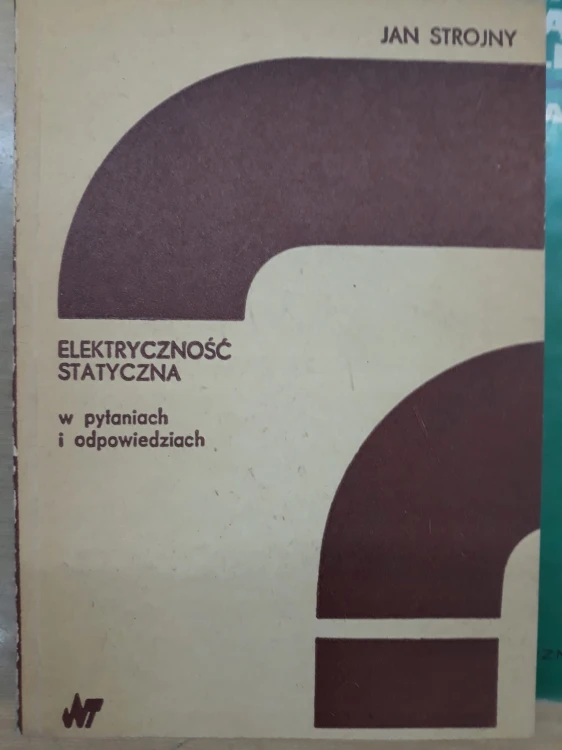 JAN STROJNY
ELEKTRYCZNOŚĆ
STATYCZNA
w pytaniach
i odpowiedziach
WNT